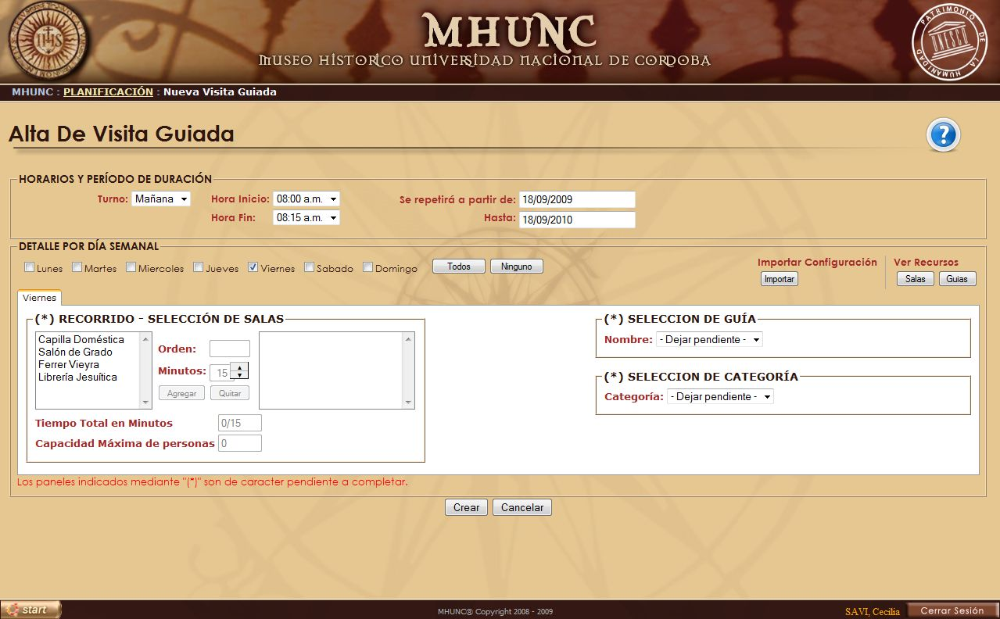 MHUNC
MUSEO HISTORICO UNIVERSIDAD NACIONAL DE CORDOBA
IHS
PATRIMONIO DE LA HUMANIDAD
UNESCO
MHUNC : PLANIFICACIÓN : Nueva Visita Guiada
Alta De Visita Guiada
?
HORARIOS Y PERÍODO DE DURACIÓN
Turno: Mañana Hora Inicio: 08:00 a.m. Se repetirá a partir de: 18/09/2009
Hora Fin: 08:15 a.m. Hasta: 18/09/2010
DETALLE POR DÍA SEMANAL
Lunes Martes Miercoles Jueves Viernes Sabado Domingo Todos Ninguno
Importar Configuración Ver Recursos
Importar Salas Guias
Viernes
(*) RECORRIDO - SELECCIÓN DE SALAS
Capilla Doméstica
Salón de Grado
Ferrer Vieyra
Librería Jesuítica
Orden:
Minutos: 15
Agregar Quitar
Tiempo Total en Minutos 0/15
Capacidad Máxima de personas 0
(*) SELECCION DE GUÍA
Nombre: - Dejar pendiente -
(*) SELECCION DE CATEGORÍA
Categoría: - Dejar pendiente -
Los paneles indicados mediante "(*)" son de caracter pendiente a completar.
Crear Cancelar
start MHUNC® Copyright 2008 - 2009 SAVI, Cecilia Cerrar Sesión